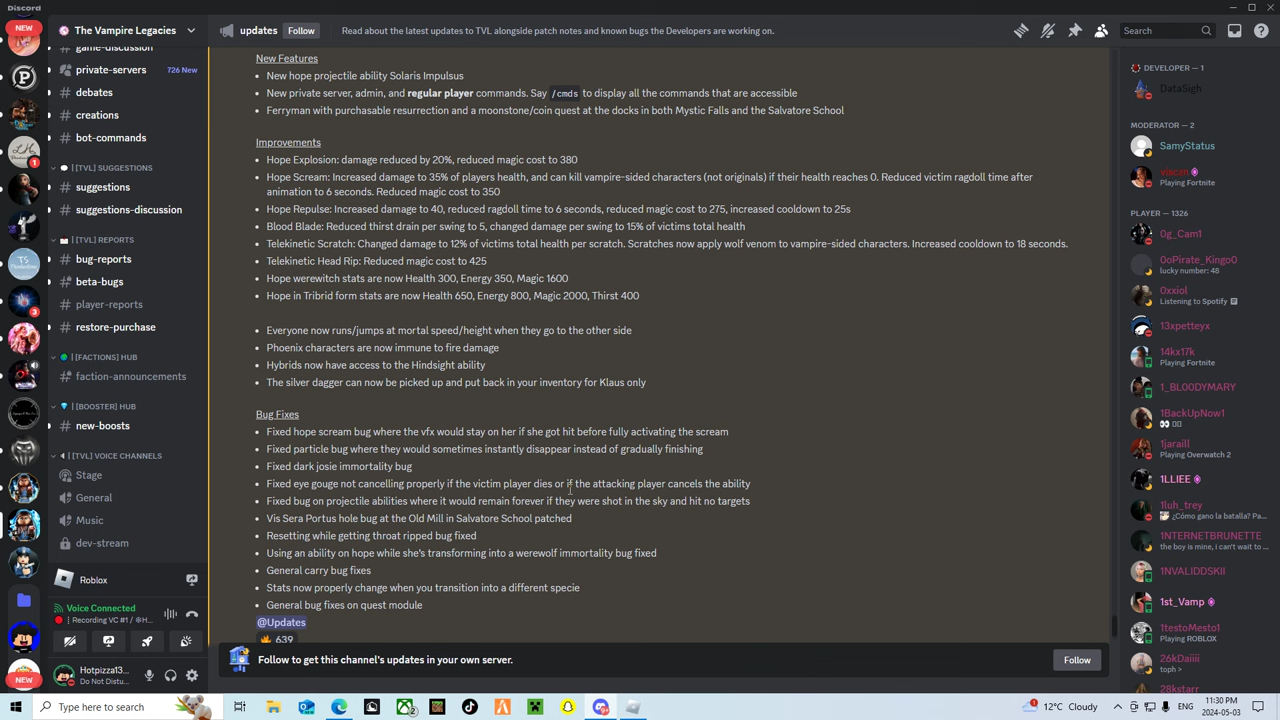 Discord
NEW
The Vampire Legacies
updates
Follow
Read about the latest updates to TVL alongside patch notes and known bugs the Developers are working on.
Search
game-discussion
private-servers
726 New
debates
creations
bot-commands
[TVL] SUGGESTIONS
suggestions
suggestions-discussion
| [TVL] REPORTS
bug-reports
beta-bugs
player-reports
restore-purchase
| [FACTIONS] HUB
faction-announcements
| [BOOSTER] HUB
new-boosts
| [TVL] VOICE CHANNELS
Stage
General
Music
dev-stream
Roblox
Voice Connected
Recording VC #1 /
Hotpizza13...
Do Not Distu...
1
3
NEW
New Features
• New hope projectile ability Solaris Impulsus
• New private server, admin, and regular player commands. Say /cmds to display all the commands that are accessible
• Ferryman with purchasable resurrection and a moonstone/coin quest at the docks in both Mystic Falls and the Salvatore School
Improvements
• Hope Explosion: damage reduced by 20%, reduced magic cost to 380
• Hope Scream: Increased damage to 35% of players health, and can kill vampire-sided characters (not originals) if their health reaches 0. Reduced victim ragdoll time after
animation to 6 seconds. Reduced magic cost to 350
• Hope Repulse: Increased damage to 40, reduced ragdoll time to 6 seconds, reduced magic cost to 275, increased cooldown to 25s
• Blood Blade: Reduced thirst drain per swing to 5, changed damage per swing to 15% of victims total health
• Telekinetic Scratch: Changed damage to 12% of victims total health per scratch. Scratches now apply wolf venom to vampire-sided characters. Increased cooldown to 18 seconds.
• Telekinetic Head Rip: Reduced magic cost to 425
• Hope werewitch stats are now Health 300, Energy 350, Magic 1600
• Hope in Tribrid form stats are now Health 650, Energy 800, Magic 2000, Thirst 400
• Everyone now runs/jumps at mortal speed/height when they go to the other side
• Phoenix characters are now immune to fire damage
• Hybrids now have access to the Hindsight ability
• The silver dagger can now be picked up and put back in your inventory for Klaus only
Bug Fixes
• Fixed hope scream bug where the vfx would stay on her if she got hit before fully activating the scream
• Fixed particle bug where they would sometimes instantly disappear instead of gradually finishing
• Fixed dark josie immortality bug
• Fixed eye gouge not cancelling properly if the victim player dies or if the attacking player cancels the ability
• Fixed bug on projectile abilities where it would remain forever if they were shot in the sky and hit no targets
• Vis Sera Portus hole bug at the Old Mill in Salvatore School patched
• Resetting while getting throat ripped bug fixed
• Using an ability on hope while she's transforming into a werewolf immortality bug fixed
• General carry bug fixes
• Stats now properly change when you transition into a different specie
• General bug fixes on quest module
@Updates
639
Follow to get this channel's updates in your own server.
Follow
DEVELOPER — 1
DataSigh
MODERATOR — 2
SamyStatus
viscxn
Playing Fortnite
PLAYER — 1326
0g_Cam1
0oPirate_Kingo0
lucky number: 48
0xxiol
Listening to Spotify
13xpetteyx
14kx17k
Playing Fortnite
1_BL00DYMARY
1BackUpNow1
1jaraill
Playing Overwatch 2
1LLIEE
1luh_trey
¿Cómo gano la batalla? Pa...
1NTERNETBRUNETTE
the boy is mine, i can't wait to ...
1NVALIDDSKII
1st_Vamp
1testoMesto1
Playing ROBLOX
26kDaiiii
toph >
28kstarr
Type here to search
12°C Cloudy
ENG
11:30 PM
2024-05-03